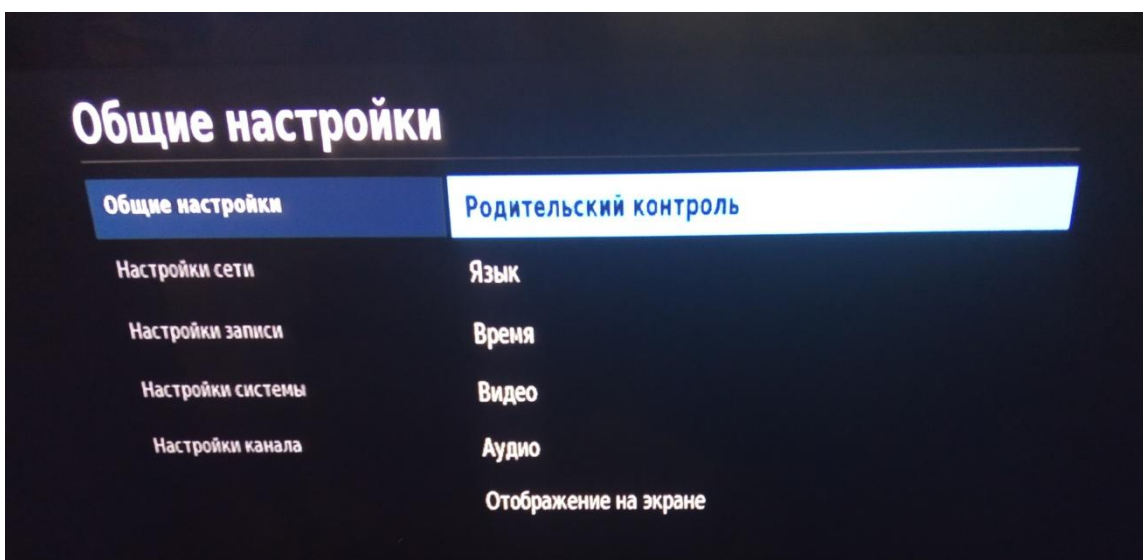 Общие настройки
Общие настройки
Родительский контроль
Настройки сети
Язык
Настройки записи
Время
Настройки системы
Видео
Настройки канала
Аудио
Отображение на экране